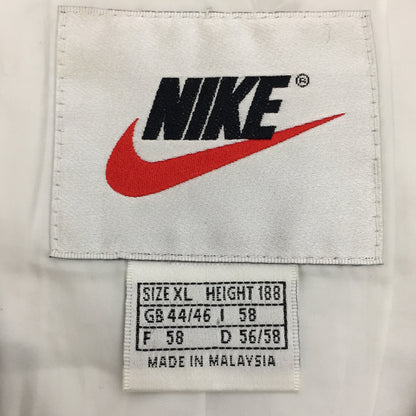 NIKE ®
SIZE XL HEIGHT 188
GB 44/46 I 58
F 58 D 56/58
MADE IN MALAYSIA